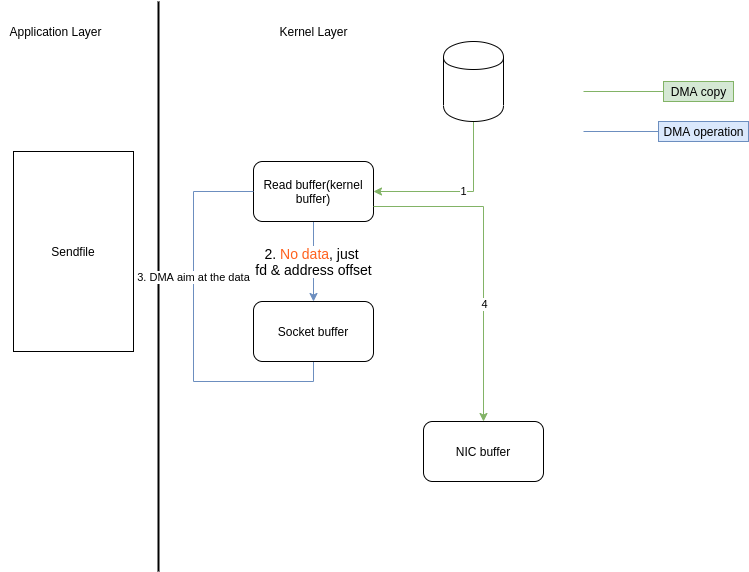 Application Layer
Kernel Layer
DMA copy
DMA operation
Read buffer(kernel
buffer)
1
Sendfile
2. No data, just
fd & address offset
3. DMA aim at the data
4
Socket buffer
NIC buffer